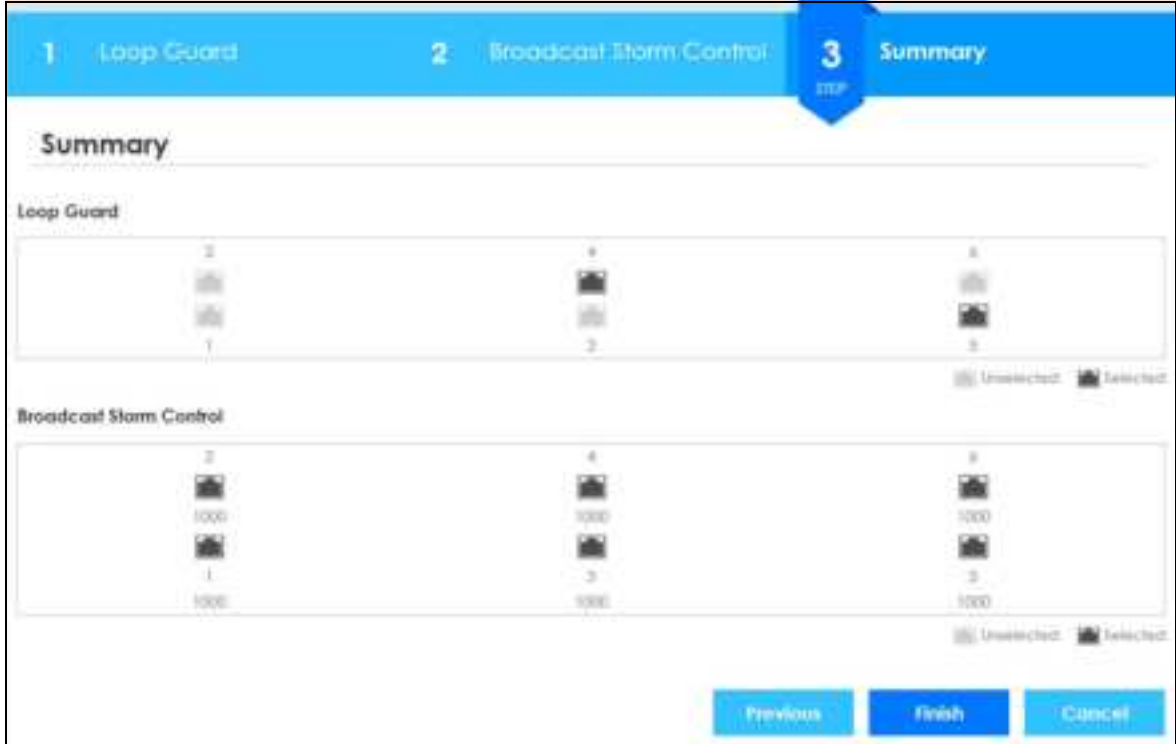 1 Loop Guard 2 Broadcast Storm Control 3 Summary
STEP
Summary
Loop Guard
2 4 6
1 3 5
Unselected Selected
Broadcast Storm Control
2 4 6
1000 1000 1000
1 3 5
1000 1000 1000
Unselected Selected
Previous Finish Cancel